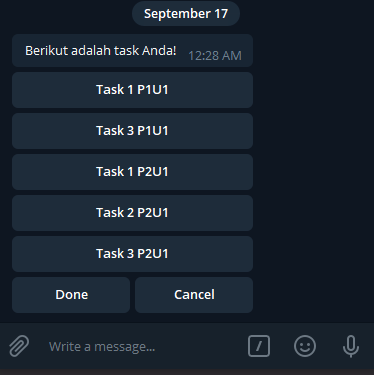 September 17
Berikut adalah task Anda!
12:28 AM
Task 1 P1U1
Task 3 P1U1
Task 1 P2U1
Task 2 P2U1
Task 3 P2U1
Done
Cancel
/
Write a message...